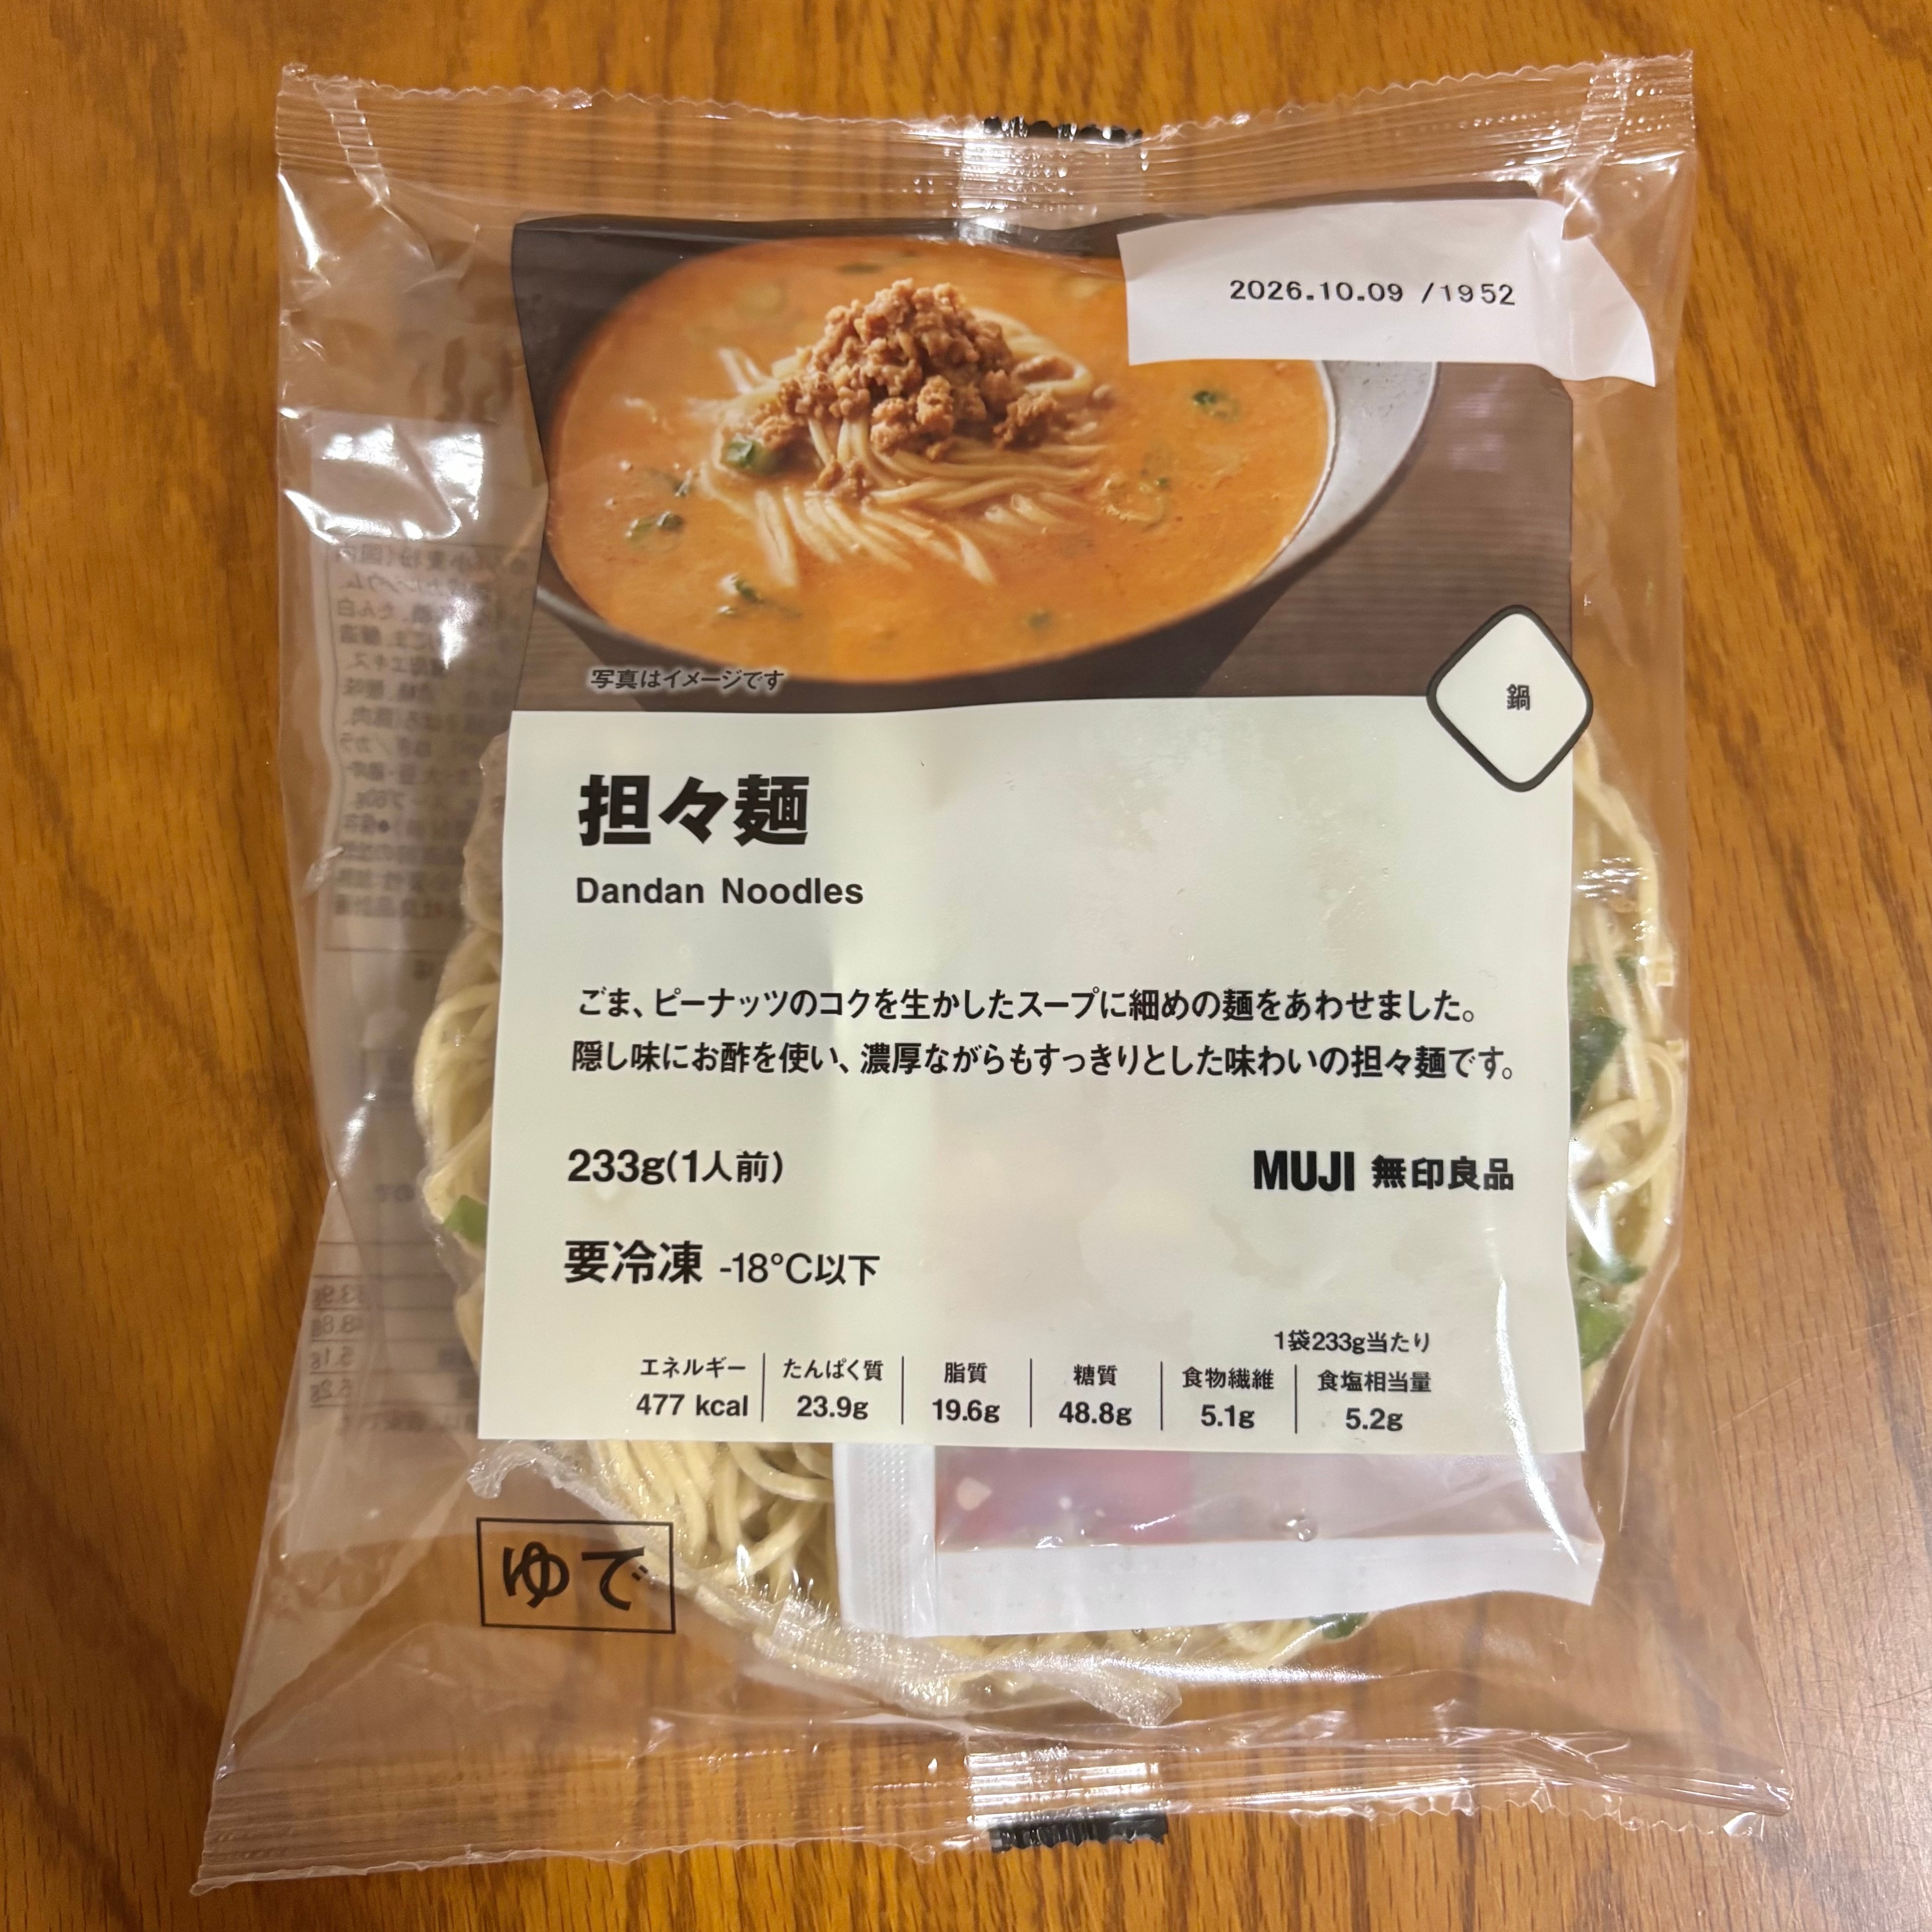 2026.10.09 /1952
写真はイメージです
鍋
担々麺
Dandan Noodles
ごま、ピーナッツのコクを生かしたスープに細めの麺をあわせました。
隠し味にお酢を使い、濃厚ながらもすっきりとした味わいの担々麺です。
233g(1人前)
MUJI 無印良品
要冷凍 -18°C以下
1袋233g当たり
エネルギー たんぱく質 脂質 糖質 食物繊維 食塩相当量
477 kcal 23.9g 19.6g 48.8g 5.1g 5.2g
ゆで